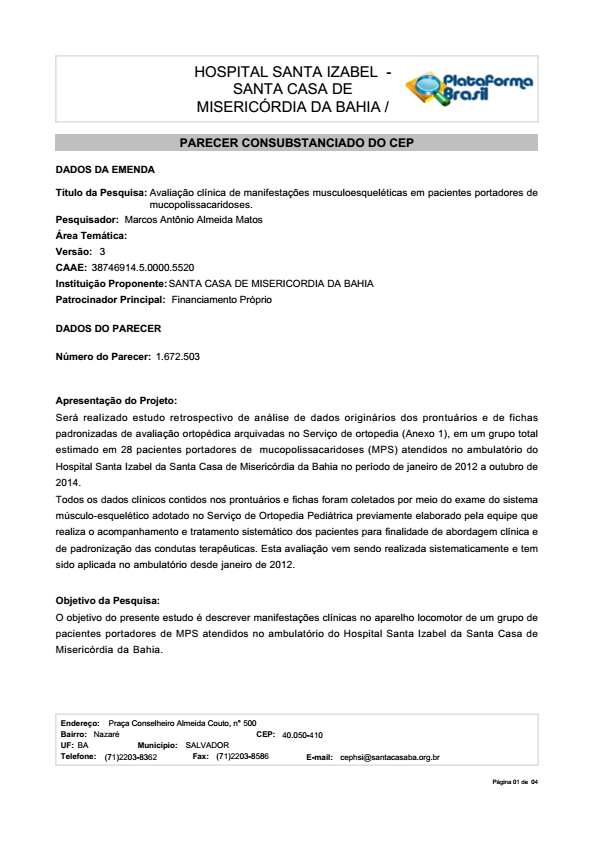 HOSPITAL SANTA IZABEL -
SANTA CASA DE
MISERICÓRDIA DA BAHIA /
Plataforma
Brasil
PARECER CONSUBSTANCIADO DO CEP
DADOS DA EMENDA
Título da Pesquisa: Avaliação clínica de manifestações musculoesqueléticas em pacientes portadores de
mucopolissacaridoses.
Pesquisador: Marcos Antônio Almeida Matos
Área Temática:
Versão: 3
CAAE: 38746914.5.0000.5520
Instituição Proponente: SANTA CASA DE MISERICORDIA DA BAHIA
Patrocinador Principal: Financiamento Próprio
DADOS DO PARECER
Número do Parecer: 1.672.503
Apresentação do Projeto:
Será realizado estudo retrospectivo de análise de dados originários dos prontuários e de fichas
padronizadas de avaliação ortopédica arquivadas no Serviço de ortopedia (Anexo 1), em um grupo total
estimado em 28 pacientes portadores de mucopolissacaridoses (MPS) atendidos no ambulatório do
Hospital Santa Izabel da Santa Casa de Misericórdia da Bahia no período de janeiro de 2012 a outubro de
2014.
Todos os dados clínicos contidos nos prontuários e fichas foram coletados por meio do exame do sistema
músculo-esquelético adotado no Serviço de Ortopedia Pediátrica previamente elaborado pela equipe que
realiza o acompanhamento e tratamento sistemático dos pacientes para finalidade de abordagem clínica e
de padronização das condutas terapêuticas. Esta avaliação vem sendo realizada sistematicamente e tem
sido aplicada no ambulatório desde janeiro de 2012.
Objetivo da Pesquisa:
O objetivo do presente estudo é descrever manifestações clínicas no aparelho locomotor de um grupo de
pacientes portadores de MPS atendidos no ambulatório do Hospital Santa Izabel da Santa Casa de
Misericórdia da Bahia.
Endereço: Praça Conselheiro Almeida Couto, n° 500
Bairro: Nazaré CEP: 40.050-410
UF: BA Município: SALVADOR
Telefone: (71)2203-8362 Fax: (71)2203-8586 E-mail: cephsi@santacasaba.org.br
Página 01 de 04